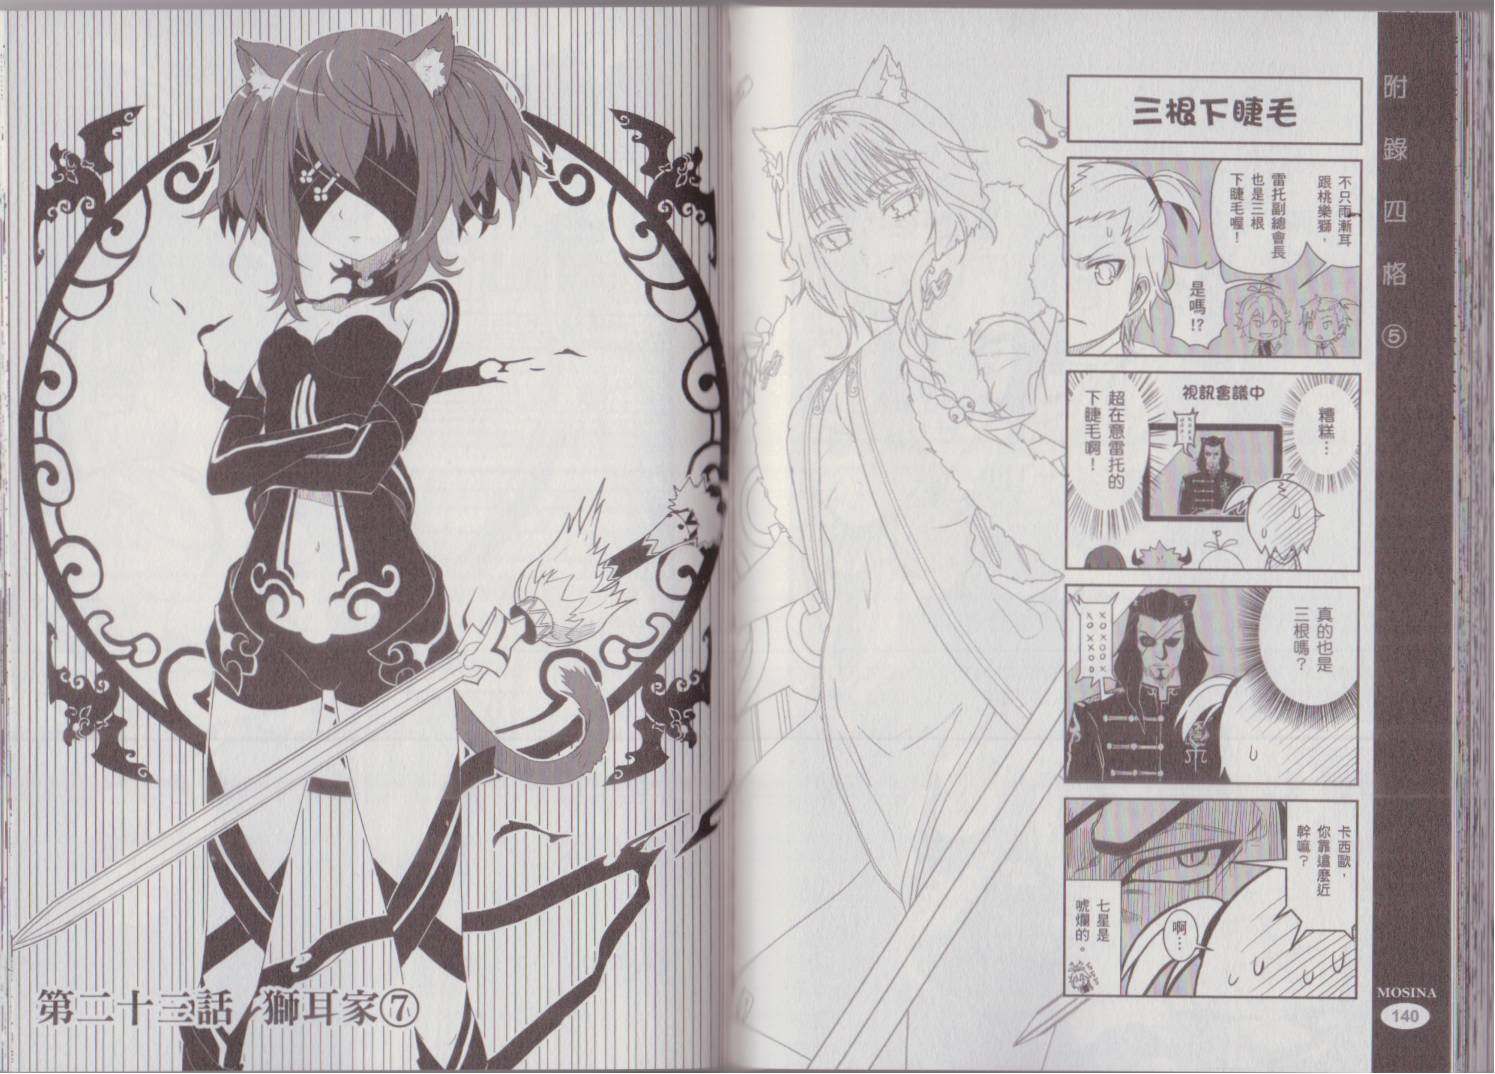 附錄四格⑤
三根下睫毛
不只雨漸耳
跟桃樂獅，
雷托副總會長
也是三根
下睫毛喔！
是嗎!?
糟糕…
視訊會議中
超在意雷托的
下睫毛啊！
真的也是
三根嗎？
xoxoox
xoxxoo
卡西歐，
你靠這麼近
幹嘛？
啊…
七星是
唬爛的。
MOSINA
140
第二十三話 獅耳家⑦